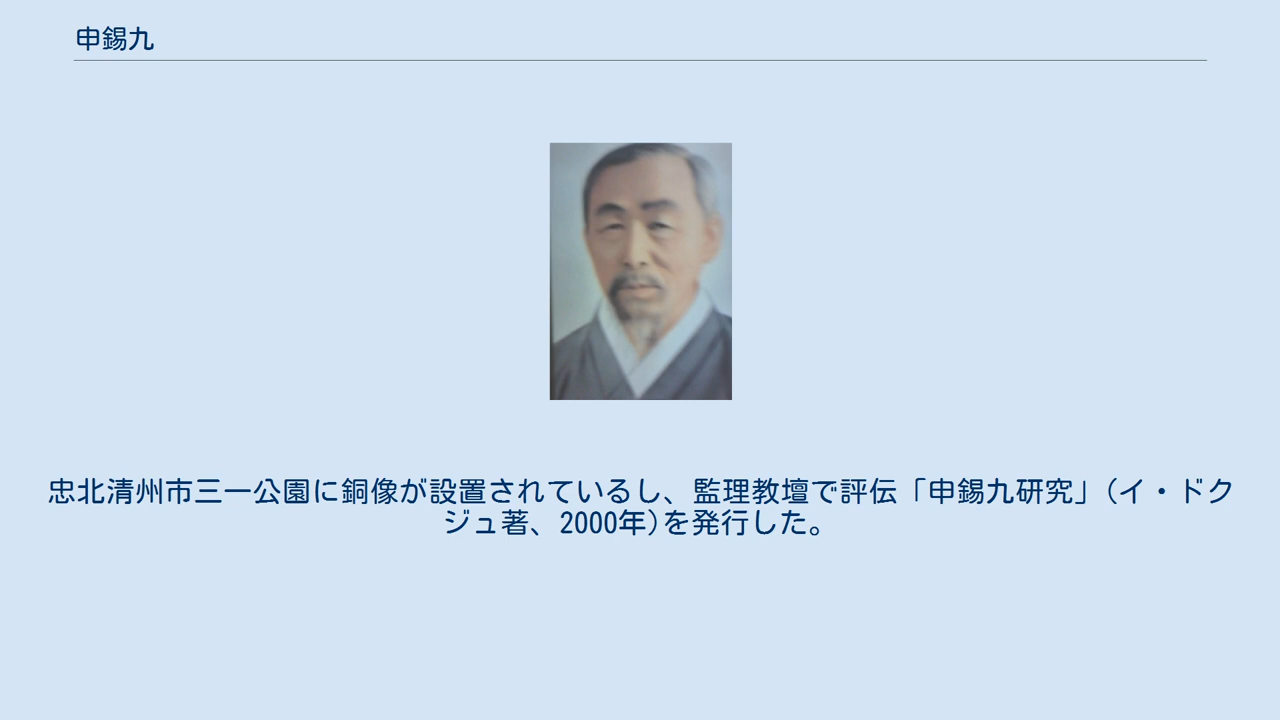 申錫九
忠北清州市三一公園に銅像が設置されているし、監理教壇で評伝「申錫九研究」(イ・ドク
ジュ著、2000年)を発行した。